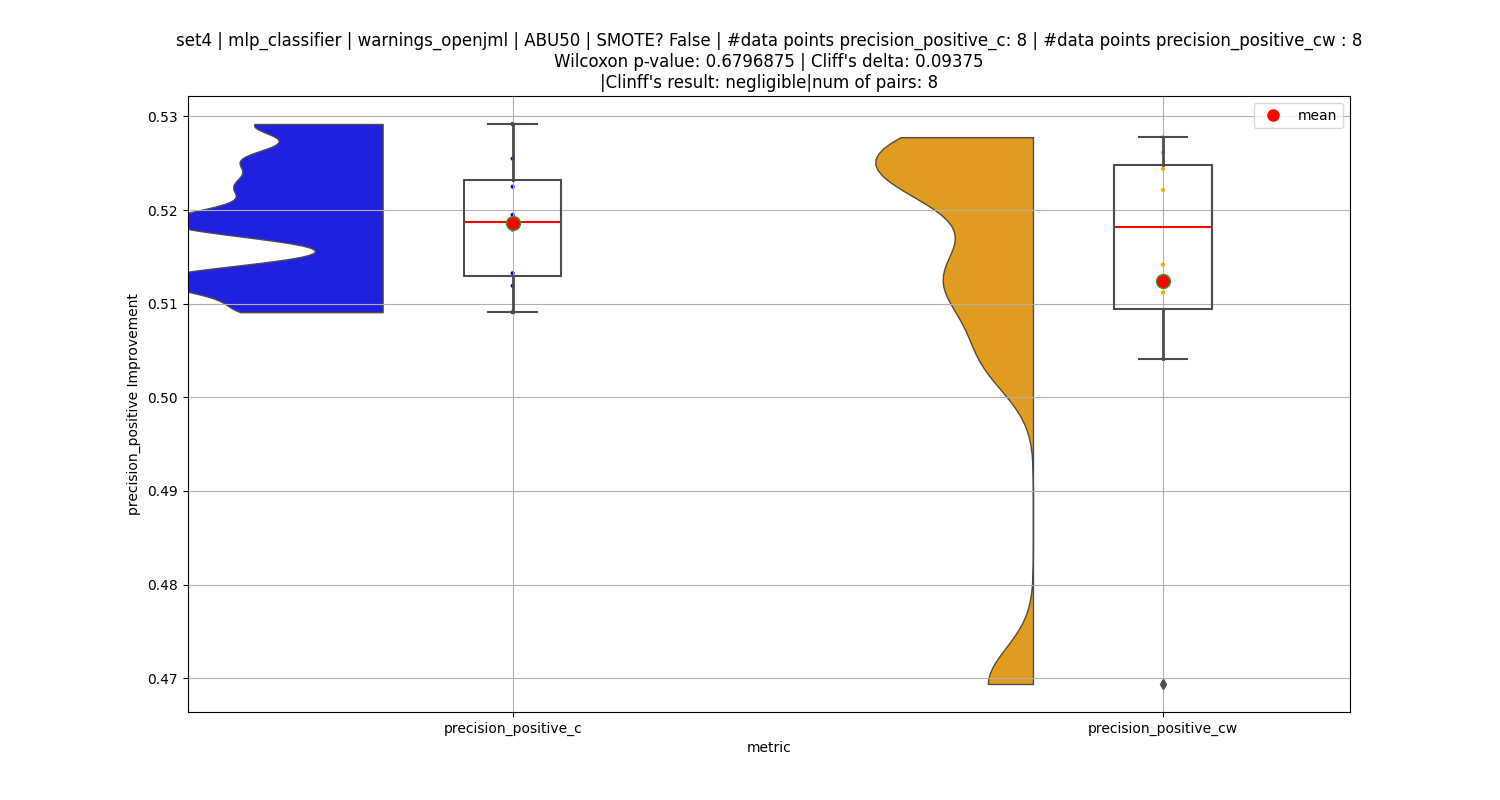 set4 | mlp_classifier | warnings_openjml | ABU50 | SMOTE? False | #data points precision_positive_c: 8 | #data points precision_positive_cw : 8
Wilcoxon p-value: 0.6796875 | Cliff's delta: 0.09375
|Clinff's result: negligible|num of pairs: 8
mean
0.53
0.52
0.51
0.50
0.49
0.48
0.47
precision_positive Improvement
precision_positive_c
precision_positive_cw
metric